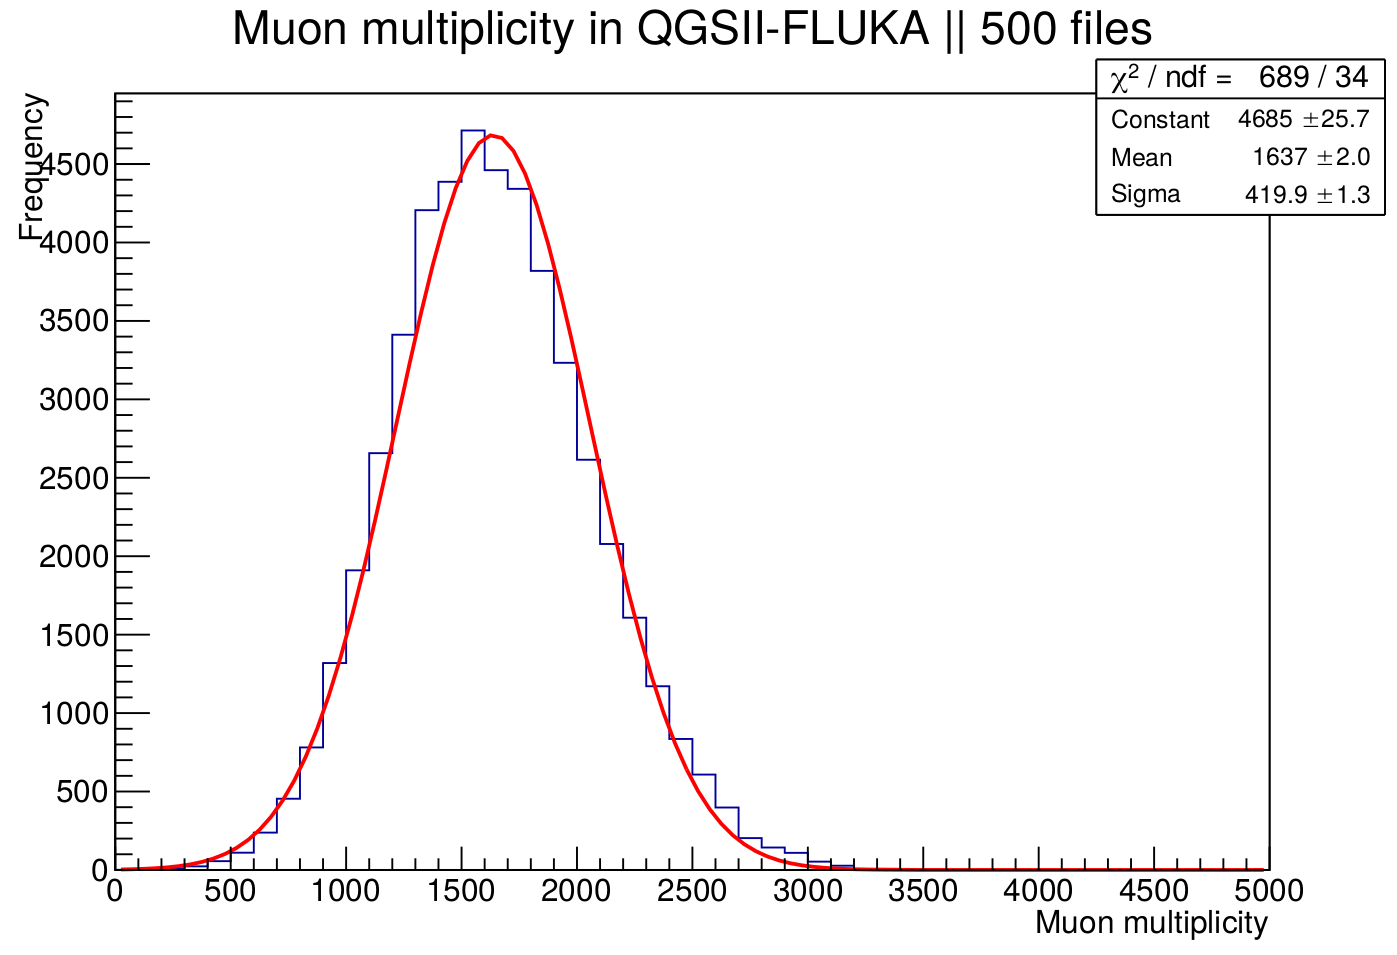 Muon multiplicity in QGSII-FLUKA || 500 files
χ² / ndf = 689 / 34
Constant 4685 ±25.7
Mean 1637 ±2.0
Sigma 419.9 ±1.3
Frequency
4500
4000
3500
3000
2500
2000
1500
1000
500
0
0 500 1000 1500 2000 2500 3000 3500 4000 4500 5000
Muon multiplicity